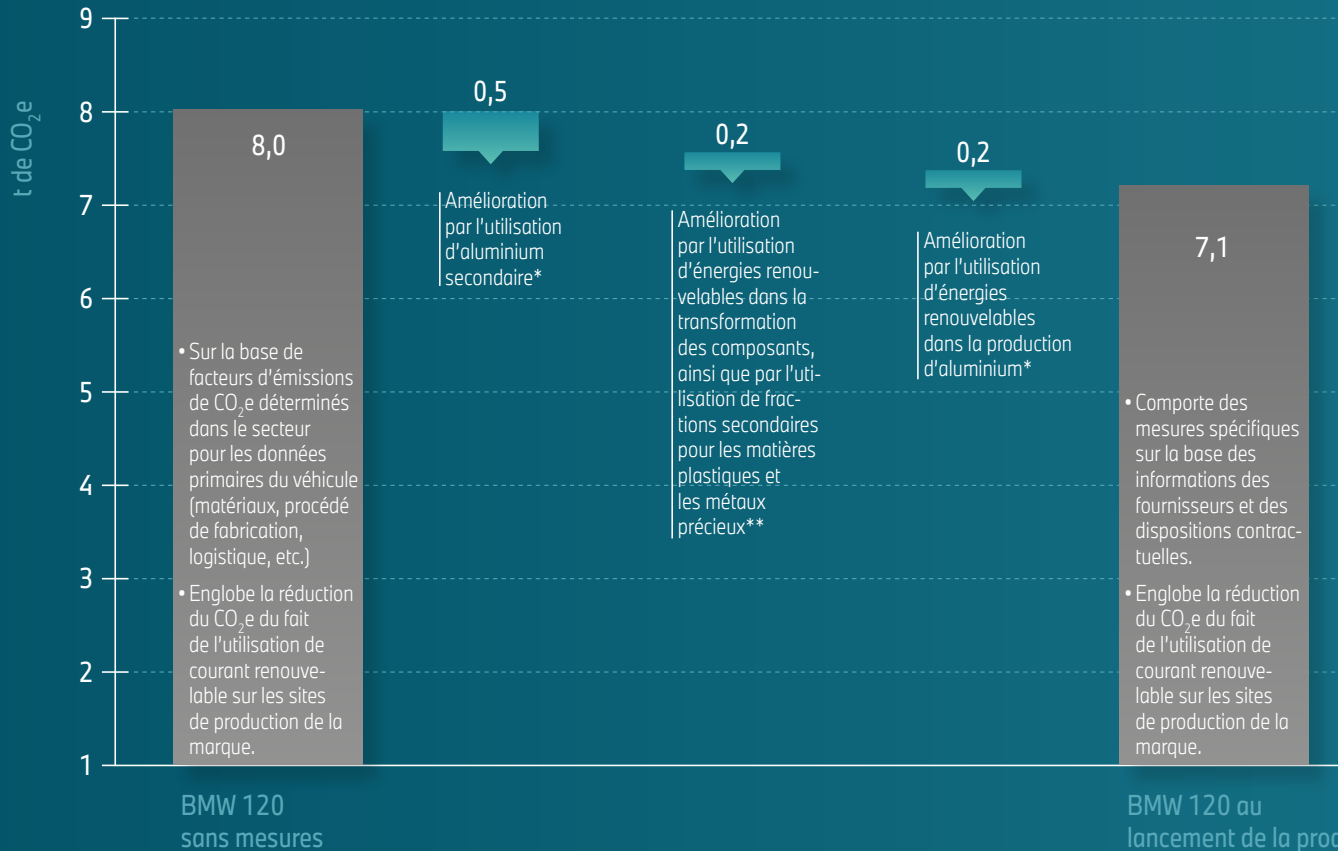 t de CO₂e
9
8
7
6
5
4
3
2
1
8,0
• Sur la base de
facteurs d'émissions
de CO₂e déterminés
dans le secteur
pour les données
primaires du véhicule
(matériaux, procédé
de fabrication,
logistique, etc.)
• Englobe la réduction
du CO₂e du fait
de l'utilisation de
courant renouve-
lable sur les sites
de production de la
marque.
BMW 120
sans mesures
0,5
Amélioration
par l'utilisation
d'aluminium
secondaire*
0,2
Amélioration
par l'utilisation
d'énergies renou-
velables dans la
transformation
des composants,
ainsi que par l'uti-
lisation de frac-
tions secondaires
pour les matières
plastiques et
les métaux
précieux**
0,2
Amélioration
par l'utilisation
d'énergies
renouvelables
dans la production
d'aluminium*
7,1
• Comporte des
mesures spécifiques
sur la base des
informations des
fournisseurs et des
dispositions contrac-
tuelles.
• Englobe la réduction
du CO₂e du fait
de l'utilisation de
courant renouve-
lable sur les sites
de production de la
marque.
BMW 120 au
lancement de la